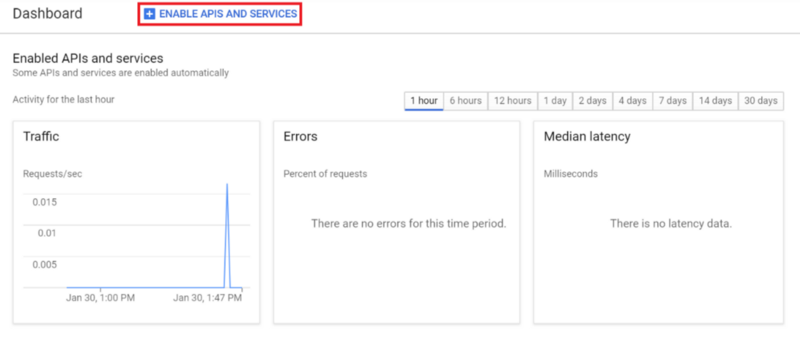 Dashboard
ENABLE APIS AND SERVICES
Enabled APIs and services
Some APIs and services are enabled automatically
Activity for the last hour
1 hour 6 hours 12 hours 1 day 2 days 4 days 7 days 14 days 30 days
Traffic
Requests/sec
0.015
0.01
0.005
Jan 30, 1:00 PM Jan 30, 1:47 PM
Errors
Percent of requests
There are no errors for this time period.
Median latency
Milliseconds
There is no latency data.